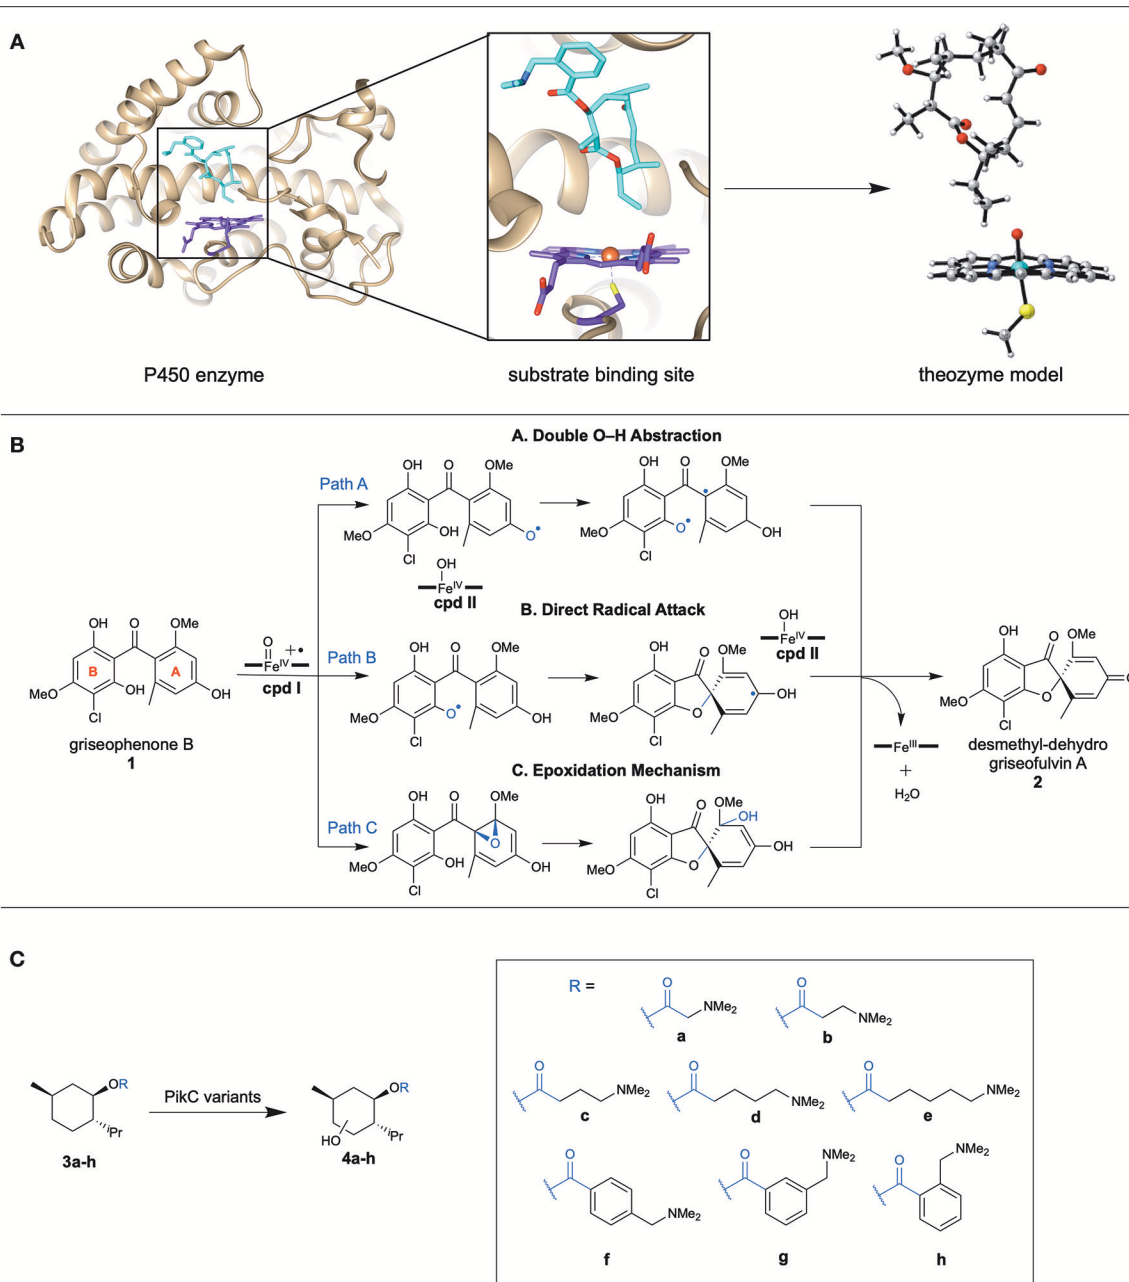 A
P450 enzyme
substrate binding site
theozyme model
B
A. Double O–H Abstraction
Path A
OH
O
OMe
MeO
OH
Cl
O•
OH
Fe^IV
cpd II
OH
O
OMe
MeO
O•
Cl
OH
B. Direct Radical Attack
OH
O
OMe
B
A
MeO
OH
OH
Cl
griseophenone B
1
O
Fe^IV
+•
cpd I
Path B
OH
O
OMe
MeO
O•
Cl
OH
OH
O
OMe
MeO
O
Cl
OH
OH
Fe^IV
cpd II
Fe^III
+
H₂O
OH
O
OMe
MeO
O
Cl
O
desmethyl-dehydro
griseofulvin A
2
C. Epoxidation Mechanism
Path C
OH
O
OMe
O
MeO
OH
Cl
OH
OH
O
OMe
OH
MeO
O
Cl
OH
C
OR
iPr
3a-h
PikC variants
OR
HO
iPr
4a-h
R =
O
NMe2
a
O
NMe2
b
O
NMe2
c
O
NMe2
d
O
NMe2
e
O
NMe2
f
O
NMe2
g
O
NMe2
h